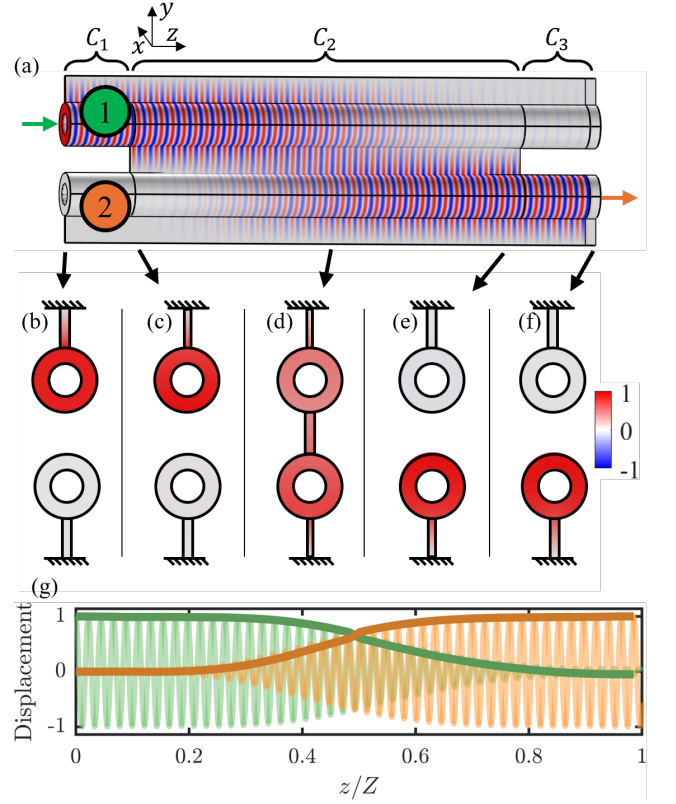 C₁ C₂ C₃
y
x z
(a)
1
2
(b) (c) (d) (e) (f)
1
0
-1
(g)
Displacement
1
0
-1
0 0.2 0.4 0.6 0.8 1
z/Z